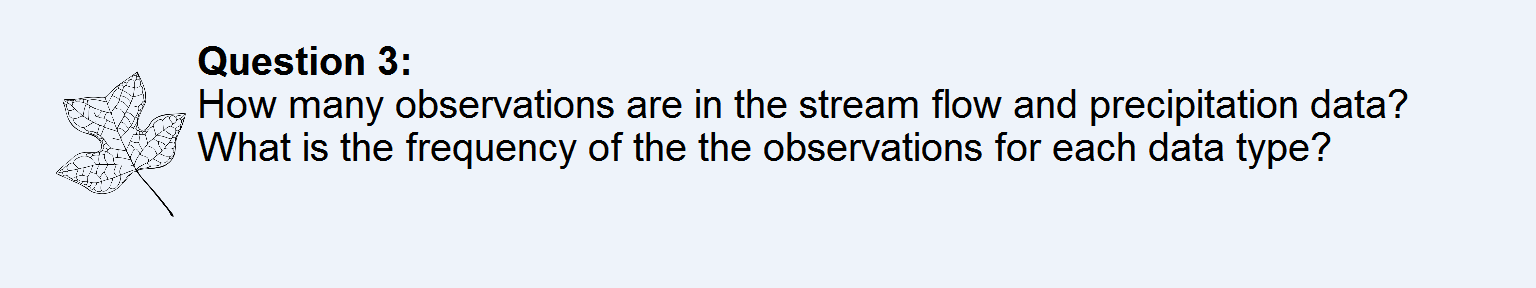 Question 3:
How many observations are in the stream flow and precipitation data?
What is the frequency of the the observations for each data type?